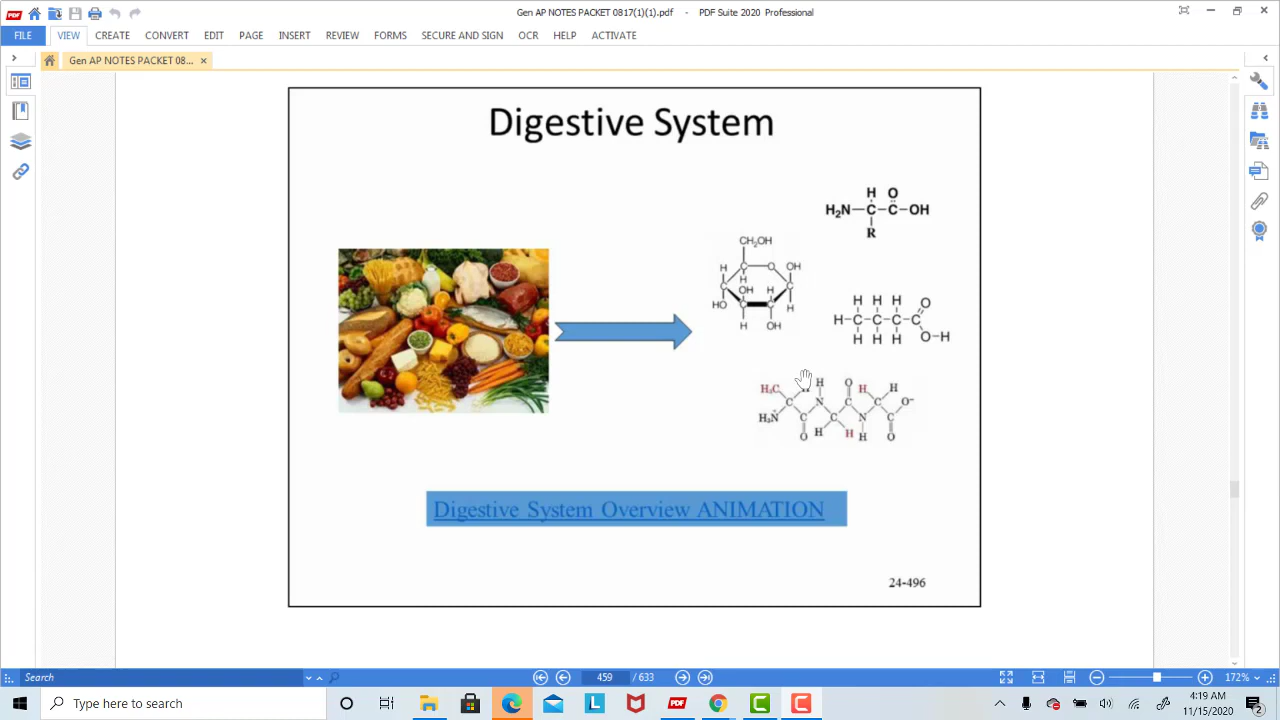 Gen AP NOTES PACKET 0817(1)(1).pdf - PDF Suite 2020 Professional
FILE VIEW CREATE CONVERT EDIT PAGE INSERT REVIEW FORMS SECURE AND SIGN OCR HELP ACTIVATE
Gen AP NOTES PACKET 08... ×
Digestive System
H O
H₂N–C–C–OH
R
CH₂OH
H O OH
H
OH H
HO H
H OH
H H H O
H–C–C–C–C
H H H O–H
H₃C H O H H
N C C O⁻
H₃N C C N C
O H H H O
Digestive System Overview ANIMATION
24-496
Search 459 / 633 172%
Type here to search
4:19 AM
11/15/2020
2